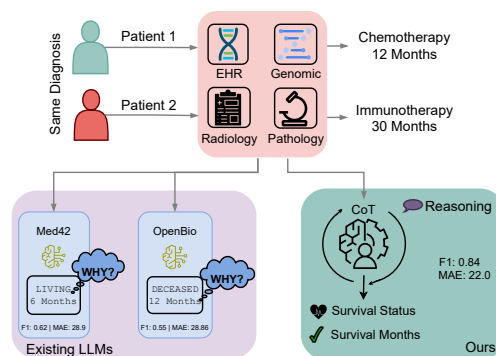 Same Diagnosis
Patient 1
Patient 2
EHR
Genomic
Radiology
Pathology
Chemotherapy
12 Months
Immunotherapy
30 Months
Med42
WHY?
LIVING
6 Months
F1: 0.62 | MAE: 28.9
OpenBio
WHY?
DECEASED
12 Months
F1: 0.55 | MAE: 28.86
Existing LLMs
CoT
Reasoning
F1: 0.84
MAE: 22.0
Survival Status
Survival Months
Ours